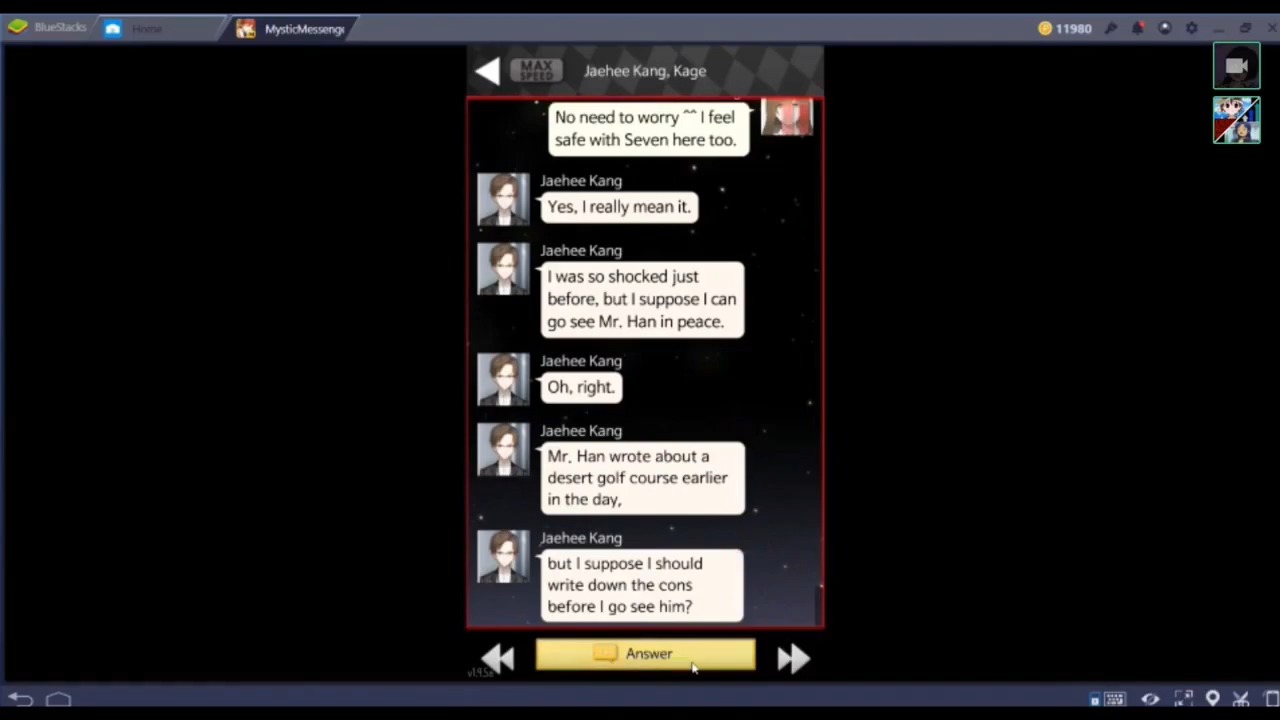 BlueStacks
Home
MysticMesseng
11980
MAX
SPEED
Jaehee Kang, Kage
No need to worry ^^ I feel
safe with Seven here too.
Jaehee Kang
Yes, I really mean it.
Jaehee Kang
I was so shocked just
before, but I suppose I can
go see Mr. Han in peace.
Jaehee Kang
Oh, right.
Jaehee Kang
Mr. Han wrote about a
desert golf course earlier
in the day,
Jaehee Kang
but I suppose I should
write down the cons
before I go see him?
Answer